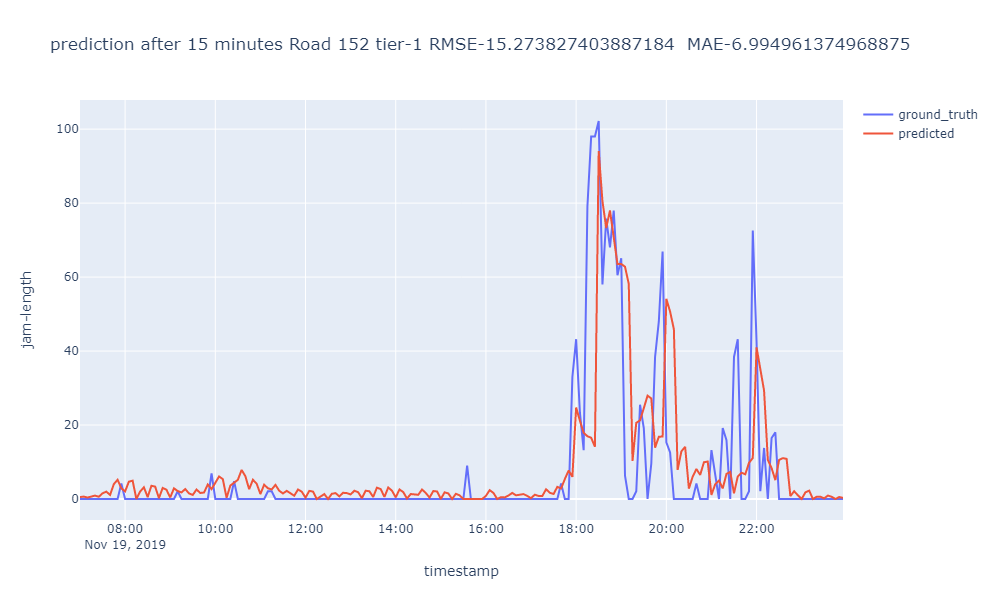 prediction after 15 minutes Road 152 tier-1 RMSE-15.273827403887184  MAE-6.994961374968875
ground_truth
predicted
100
80
60
40
20
0
jam-length
08:00 10:00 12:00 14:00 16:00 18:00 20:00 22:00
Nov 19, 2019
timestamp